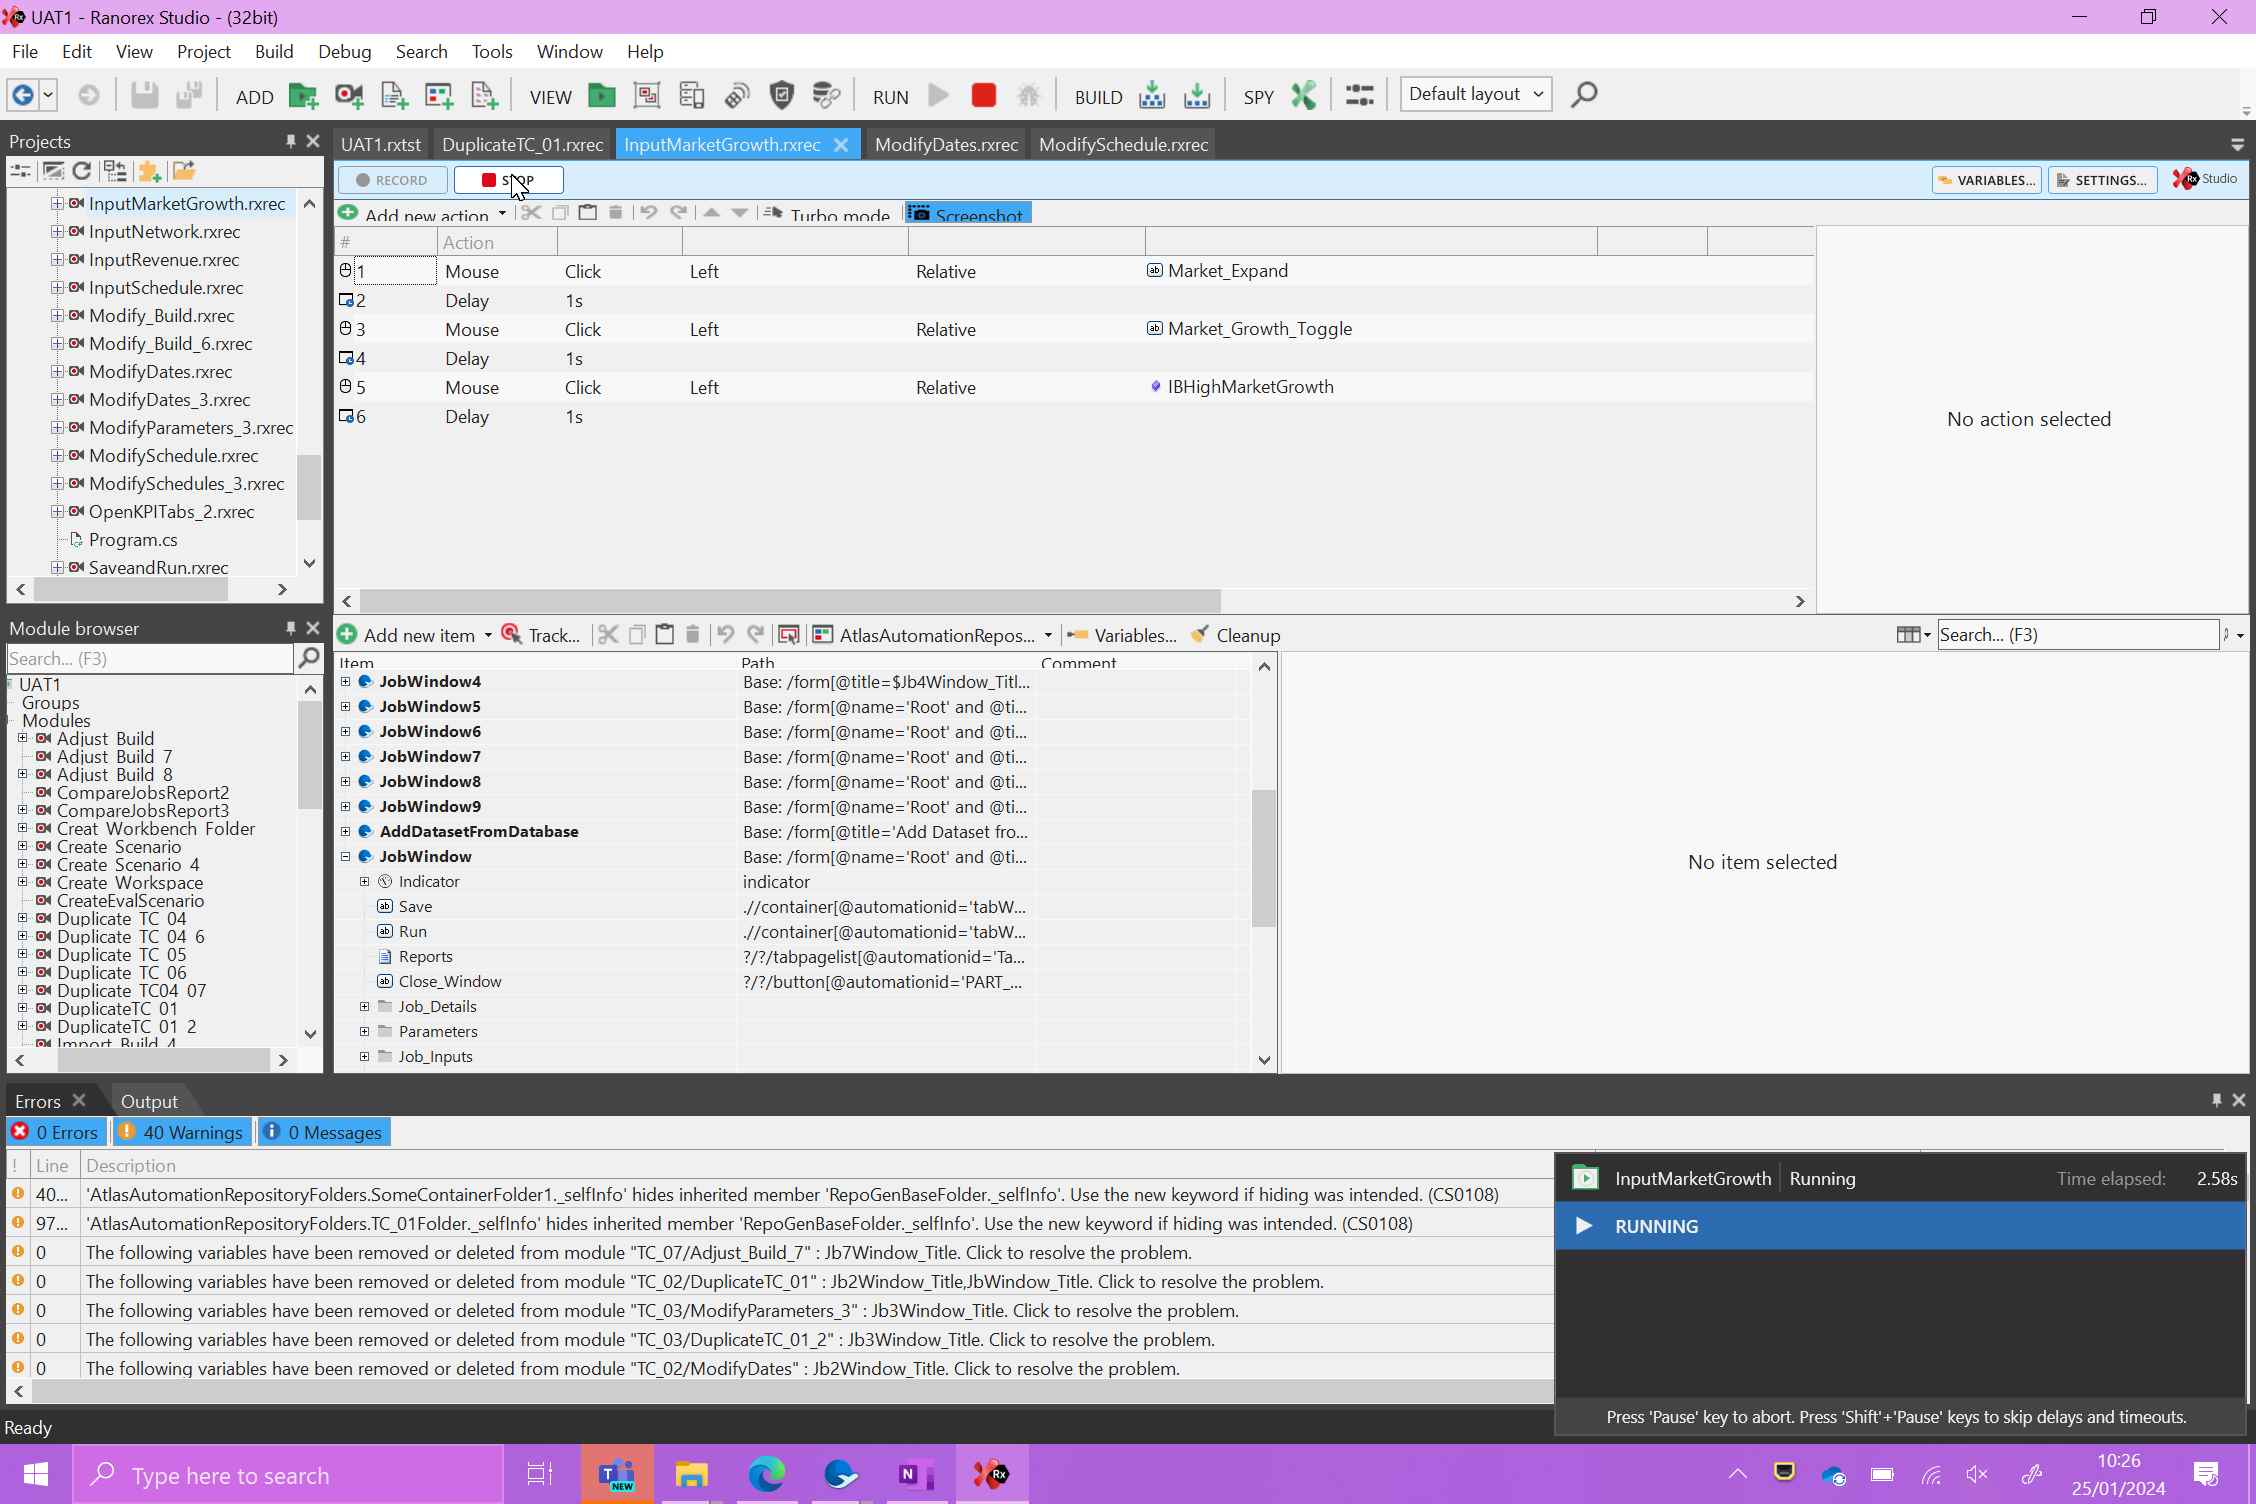 UAT1 - Ranorex Studio - (32bit)
File Edit View Project Build Debug Search Tools Window Help
ADD VIEW RUN BUILD SPY Default layout
Projects
UAT1.rxtst DuplicateTC_01.rxrec InputMarketGrowth.rxrec ModifyDates.rxrec ModifySchedule.rxrec
RECORD VARIABLES... SETTINGS... Studio
Add new action Turbo mode Screenshot
InputMarketGrowth.rxrec
InputNetwork.rxrec
InputRevenue.rxrec
InputSchedule.rxrec
Modify_Build.rxrec
Modify_Build_6.rxrec
ModifyDates.rxrec
ModifyDates_3.rxrec
ModifyParameters_3.rxrec
ModifySchedule.rxrec
ModifySchedules_3.rxrec
OpenKPITabs_2.rxrec
Program.cs
SaveandRun.rxrec
# Action
1 Mouse Click Left Relative Market_Expand
2 Delay 1s
3 Mouse Click Left Relative Market_Growth_Toggle
4 Delay 1s
5 Mouse Click Left Relative IBHighMarketGrowth
6 Delay 1s
No action selected
Module browser
Search... (F3)
UAT1
Groups
Modules
Adjust Build
Adjust Build 7
Adjust Build 8
CompareJobsReport2
CompareJobsReport3
Creat Workbench Folder
Create Scenario
Create Scenario 4
Create Workspace
CreateEvalScenario
Duplicate TC 04
Duplicate TC 04 6
Duplicate TC 05
Duplicate TC 06
Duplicate TC04 07
DuplicateTC 01
DuplicateTC 01 2
Import Build 4
Add new item Track... AtlasAutomationRepos... Variables... Cleanup Search... (F3)
Item Path Comment
JobWindow4 Base: /form[@title=$Jb4Window_Titl...
JobWindow5 Base: /form[@name='Root' and @ti...
JobWindow6 Base: /form[@name='Root' and @ti...
JobWindow7 Base: /form[@name='Root' and @ti...
JobWindow8 Base: /form[@name='Root' and @ti...
JobWindow9 Base: /form[@name='Root' and @ti...
AddDatasetFromDatabase Base: /form[@title='Add Dataset fro...
JobWindow Base: /form[@name='Root' and @ti...
Indicator indicator
Save .//container[@automationid='tabW...
Run .//container[@automationid='tabW...
Reports ?/?/tabpagelist[@automationid='Ta...
Close_Window ?/?/button[@automationid='PART_...
Job_Details
Parameters
Job_Inputs
No item selected
Errors Output
0 Errors 40 Warnings 0 Messages
! Line Description
40... 'AtlasAutomationRepositoryFolders.SomeContainerFolder1._selfInfo' hides inherited member 'RepoGenBaseFolder._selfInfo'. Use the new keyword if hiding was intended. (CS0108)
97... 'AtlasAutomationRepositoryFolders.TC_01Folder._selfInfo' hides inherited member 'RepoGenBaseFolder._selfInfo'. Use the new keyword if hiding was intended. (CS0108)
0 The following variables have been removed or deleted from module "TC_07/Adjust_Build_7" : Jb7Window_Title. Click to resolve the problem.
0 The following variables have been removed or deleted from module "TC_02/DuplicateTC_01" : Jb2Window_Title,JbWindow_Title. Click to resolve the problem.
0 The following variables have been removed or deleted from module "TC_03/ModifyParameters_3" : Jb3Window_Title. Click to resolve the problem.
0 The following variables have been removed or deleted from module "TC_03/DuplicateTC_01_2" : Jb3Window_Title. Click to resolve the problem.
0 The following variables have been removed or deleted from module "TC_02/ModifyDates" : Jb2Window_Title. Click to resolve the problem.
InputMarketGrowth Running Time elapsed: 2.58s
RUNNING
Press 'Pause' key to abort. Press 'Shift'+'Pause' keys to skip delays and timeouts.
Ready
Type here to search
NEW
10:26
25/01/2024